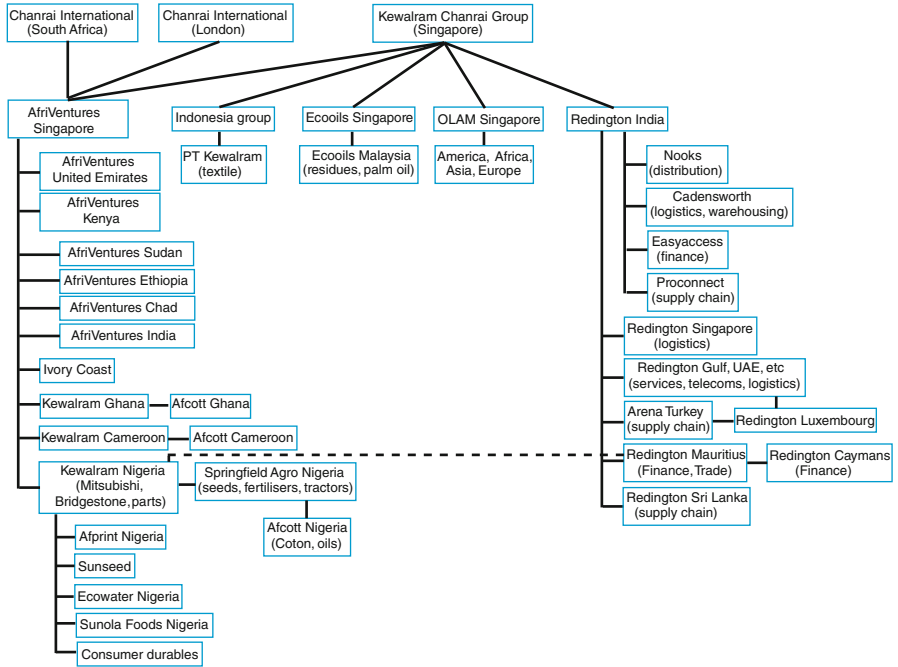 Chanrai International
(South Africa)
Chanrai International
(London)
Kewalram Chanrai Group
(Singapore)
AfriVentures
Singapore
Indonesia group
Ecooils Singapore
OLAM Singapore
Redington India
PT Kewalram
(textile)
Ecooils Malaysia
(residues, palm oil)
America, Africa,
Asia, Europe
AfriVentures
United Emirates
AfriVentures
Kenya
AfriVentures Sudan
AfriVentures Ethiopia
AfriVentures Chad
AfriVentures India
Ivory Coast
Kewalram Ghana
Afcott Ghana
Kewalram Cameroon
Afcott Cameroon
Kewalram Nigeria
(Mitsubishi,
Bridgestone, parts)
Springfield Agro Nigeria
(seeds, fertilisers, tractors)
Afcott Nigeria
(Coton, oils)
Afprint Nigeria
Sunseed
Ecowater Nigeria
Sunola Foods Nigeria
Consumer durables
Nooks
(distribution)
Cadensworth
(logistics, warehousing)
Easyaccess
(finance)
Proconnect
(supply chain)
Redington Singapore
(logistics)
Redington Gulf, UAE, etc
(services, telecoms, logistics)
Arena Turkey
(supply chain)
Redington Luxembourg
Redington Mauritius
(Finance, Trade)
Redington Caymans
(Finance)
Redington Sri Lanka
(supply chain)